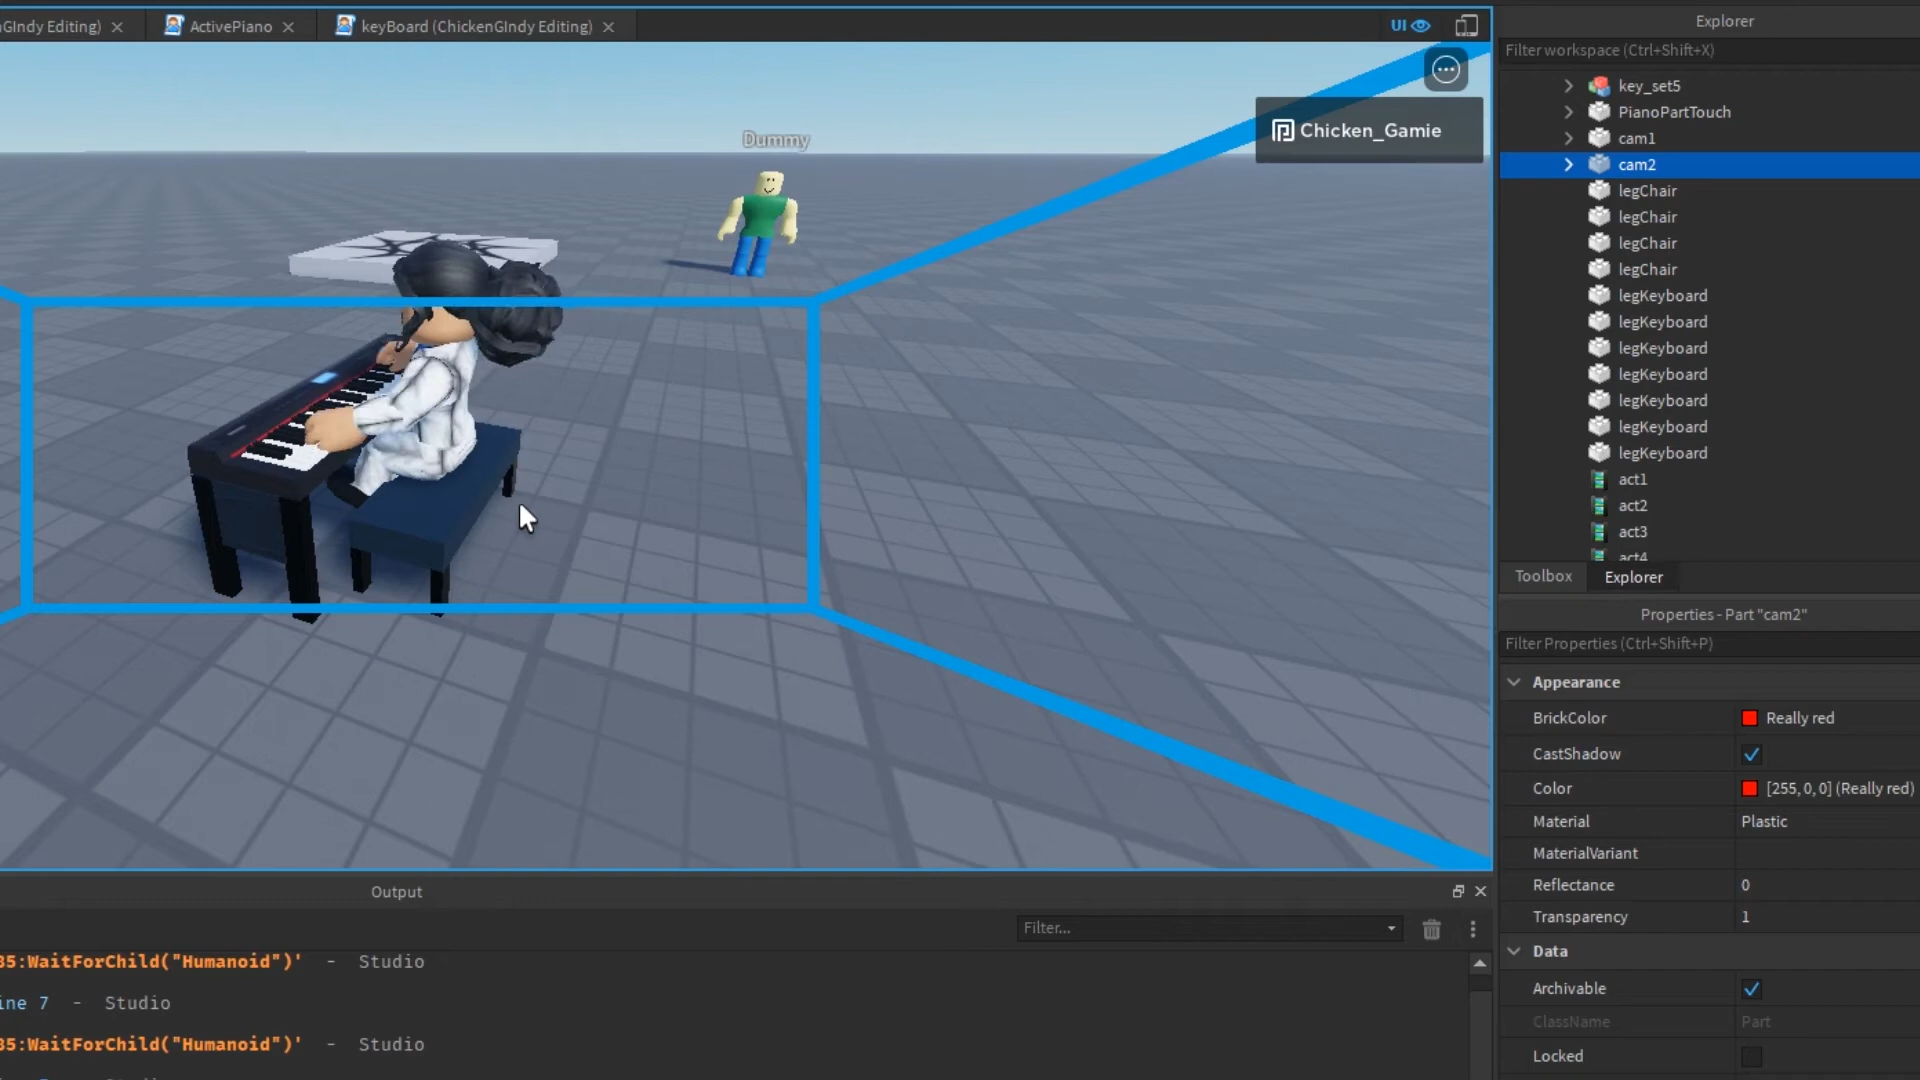 GIndy Editing)
ActivePiano
keyBoard (ChickenGIndy Editing)
UI
Dummy
Chicken_Gamie
Explorer
Filter workspace (Ctrl+Shift+X)
key_set5
PianoPartTouch
cam1
cam2
legChair
legChair
legChair
legChair
legKeyboard
legKeyboard
legKeyboard
legKeyboard
legKeyboard
legKeyboard
legKeyboard
act1
act2
act3
act4
Toolbox
Explorer
Properties - Part "cam2"
Filter Properties (Ctrl+Shift+P)
Appearance
BrickColor Really red
CastShadow
Color [255, 0, 0] (Really red)
Material Plastic
MaterialVariant
Reflectance 0
Transparency 1
Data
Archivable
ClassName Part
Locked
Output
Filter...
35:WaitForChild("Humanoid")' - Studio
ine 7 - Studio
35:WaitForChild("Humanoid")' - Studio